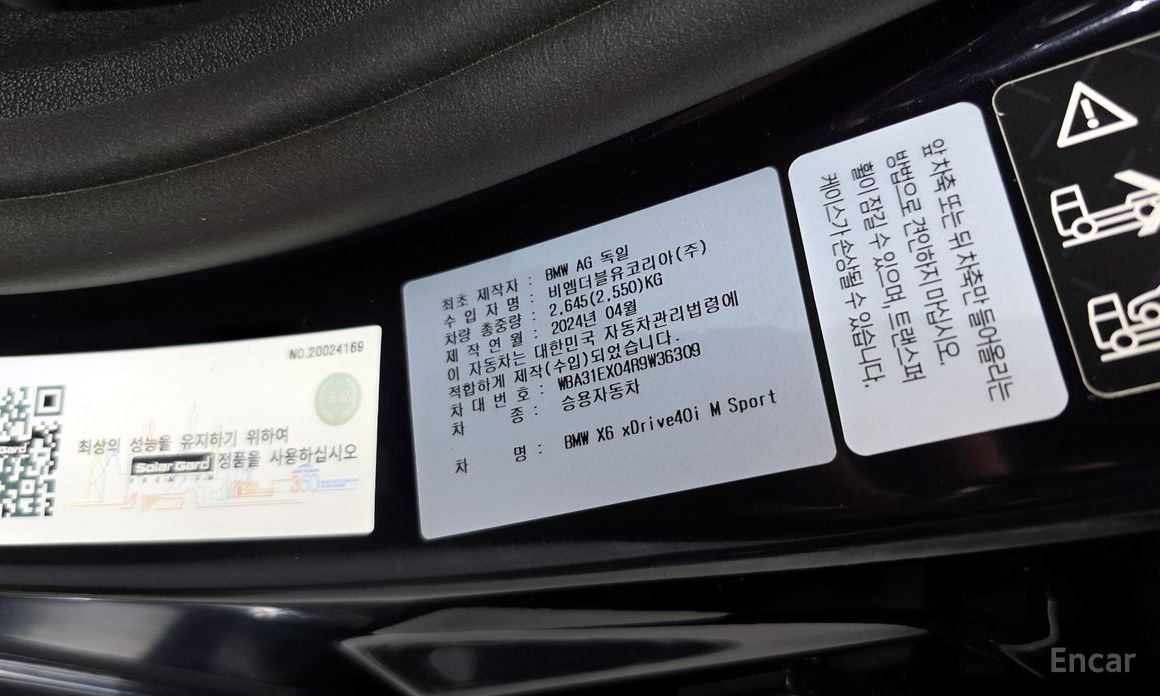 NO.20024169
최상의 성능을 유지하기 위하여
Solar Gard 정품을 사용하십시오
PREMIUM
350
최초 제작자 : BMW AG 독일
수 입 자 명 : 비엠더블유코리아(주)
차량 총중량 : 2,645(2,550)KG
제 작 연 월 : 2024년 04월
이 자동차는 대한민국 자동차관리법령에
적합하게 제작(수입)되었습니다.
차 대 번 호 : WBA31EX04R9W36309
차 종 : 승용자동차
차 명 : BMW X6 xDrive40i M Sport
앞 차축 또는 뒤 차축만 들어올리는
방법으로 견인하지 마십시오.
휠이 잠길 수 있으며, 트랜스퍼
케이스가 손상될 수 있습니다.
Encar